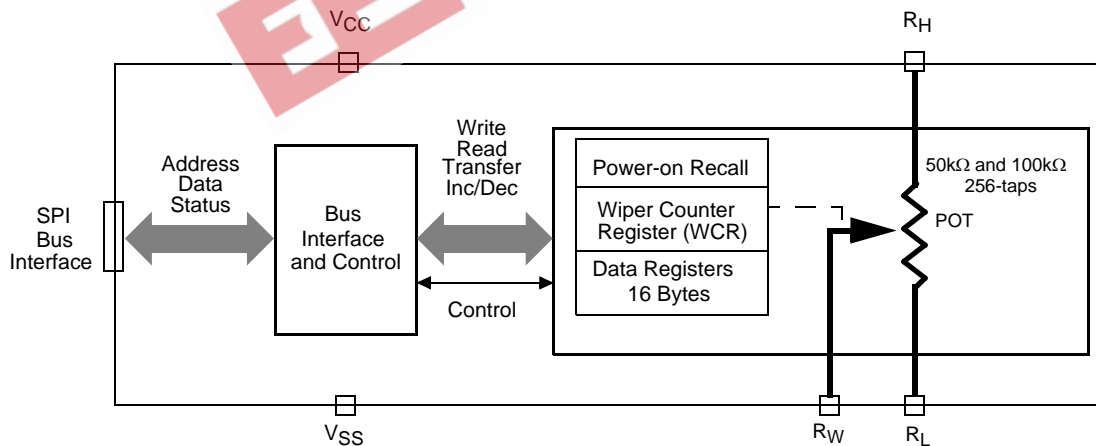 VCC
RH
Write
Read
Transfer
Inc/Dec
Address
Data
Status
SPI
Bus
Interface
Bus
Interface
and Control
Control
Power-on Recall
Wiper Counter
Register (WCR)
Data Registers
16 Bytes
50kΩ and 100kΩ
256-taps
POT
VSS
RW
RL